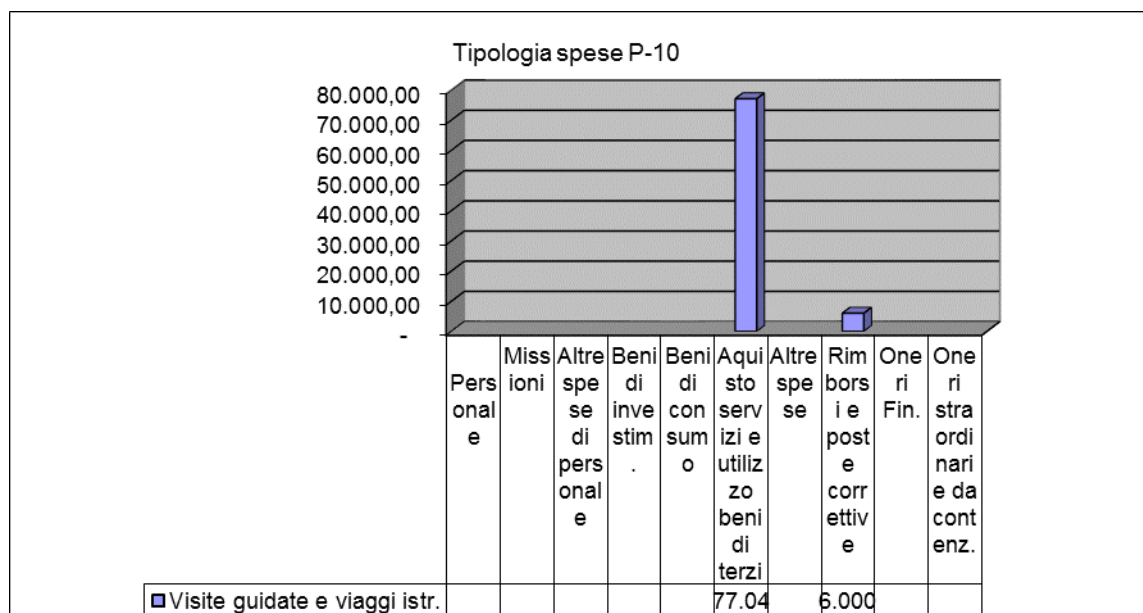 Tipologia spese P-10
80.000,00
70.000,00
60.000,00
50.000,00
40.000,00
30.000,00
20.000,00
10.000,00
-
Pers
onal
e
Miss
ioni
Altre
spe
se
di
pers
onal
e
Beni
di
inve
stim
.
Beni
di
con
sum
o
Aqui
sto
serv
izi e
utiliz
zo
beni
di
terzi
Altre
spe
se
Rim
bors
i e
post
e
corr
ettiv
e
One
ri
Fin.
One
ri
stra
ordi
nari
e da
cont
enz.
Visite guidate e viaggi istr.
77.04
6.000